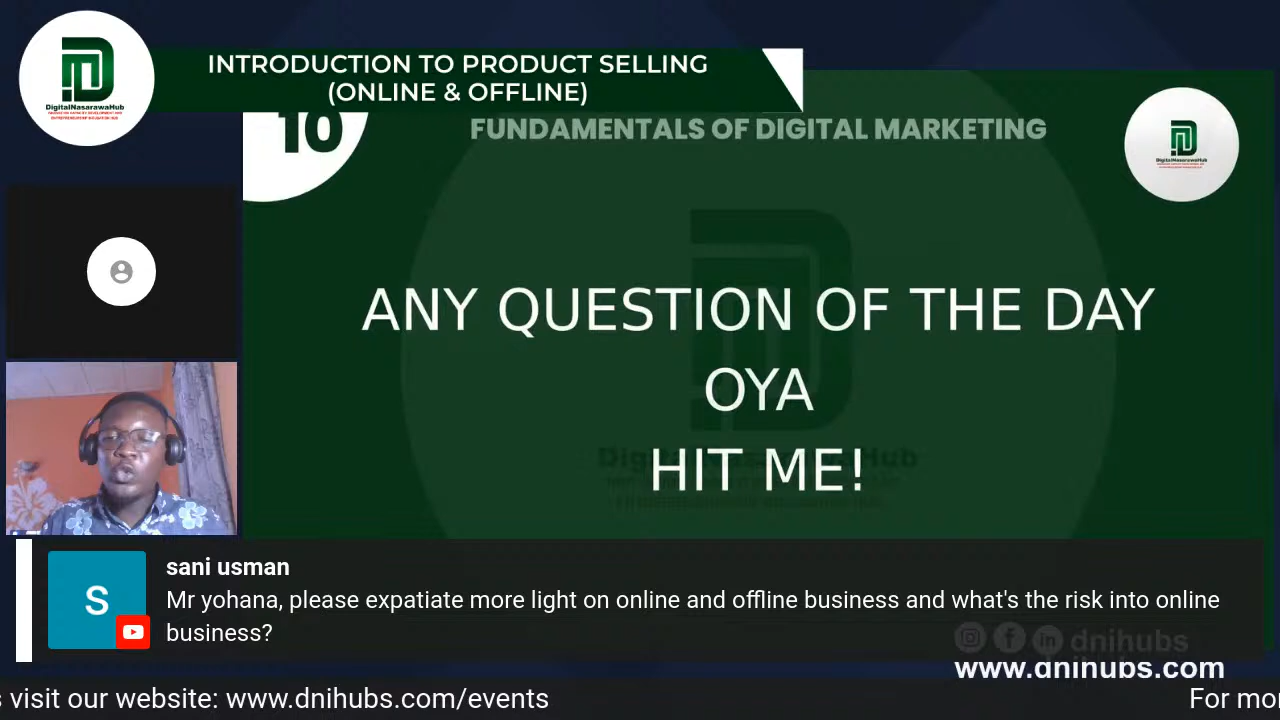 INTRODUCTION TO PRODUCT SELLING
(ONLINE & OFFLINE)
DigitalNasarawaHub
10
FUNDAMENTALS OF DIGITAL MARKETING
DigitalNasarawaHub
ANY QUESTION OF THE DAY
OYA
HIT ME!
DigitalNasarawaHub
S
sani usman
Mr yohana, please expatiate more light on online and offline business and what's the risk into online
business?
dnihubs
www.dnihubs.com
s visit our website: www.dnihubs.com/events
For mor